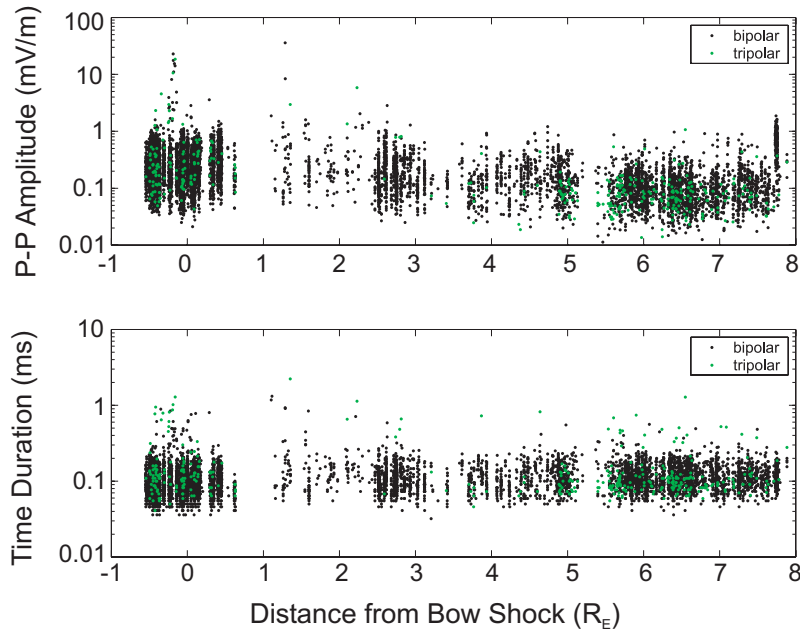 P-P Amplitude (mV/m)
100
10
1
0.1
0.01
-1 0 1 2 3 4 5 6 7 8
bipolar
tripolar
Time Duration (ms)
10
1
0.1
0.01
-1 0 1 2 3 4 5 6 7 8
bipolar
tripolar
Distance from Bow Shock (RE)